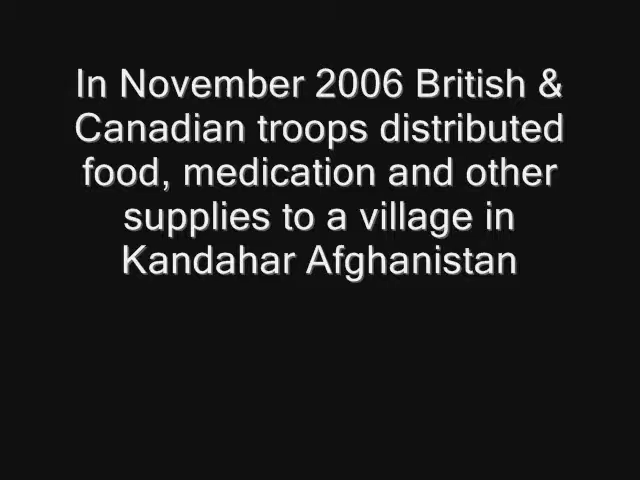 In November 2006 British &
Canadian troops distributed
food, medication and other
supplies to a village in
Kandahar Afghanistan